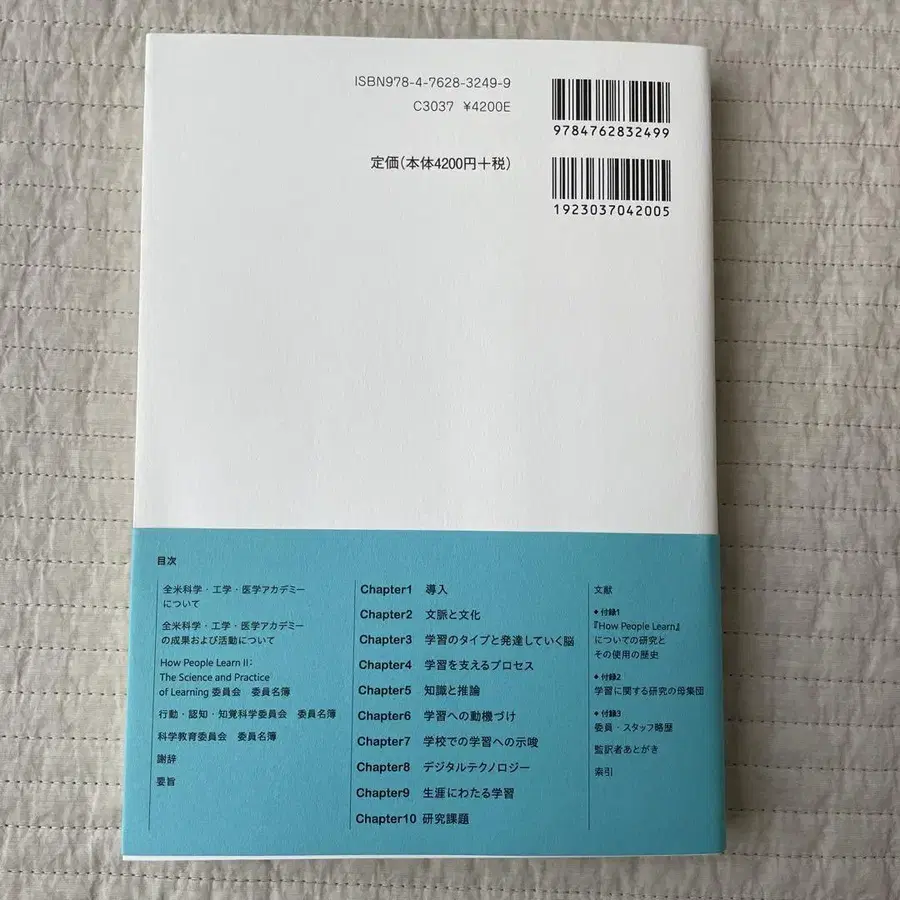 ISBN978-4-7628-3249-9
C3037 ¥4200E
定価(本体4200円+税)
9784762832499
1923037042005
目次
全米科学・工学・医学アカデミー
について
全米科学・工学・医学アカデミー
の成果および活動について
How People Learn II:
The Science and Practice
of Learning 委員会 委員名簿
行動・認知・知覚科学委員会 委員名簿
科学教育委員会 委員名簿
謝辞
要旨
Chapter1 導入
Chapter2 文脈と文化
Chapter3 学習のタイプと発達していく脳
Chapter4 学習を支えるプロセス
Chapter5 知識と推論
Chapter6 学習への動機づけ
Chapter7 学校での学習への示唆
Chapter8 デジタルテクノロジー
Chapter9 生涯にわたる学習
Chapter10 研究課題
文献
◆付録1
『How People Learn』
についての研究と
その使用の歴史
◆付録2
学習に関する研究の母集団
◆付録3
委員・スタッフ略歴
監訳者あとがき
索引